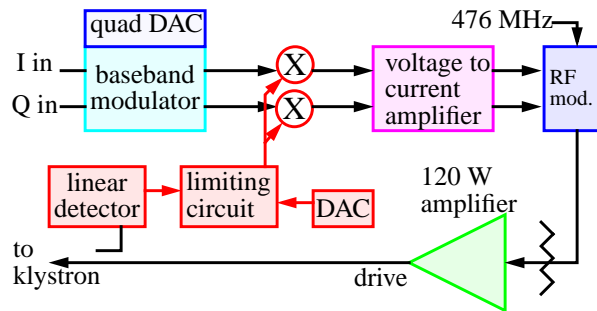 quad DAC
476 MHz
I in
Q in
baseband
modulator
X
X
voltage to
current
amplifier
RF
mod.
linear
detector
limiting
circuit
DAC
120 W
amplifier
to
klystron
drive